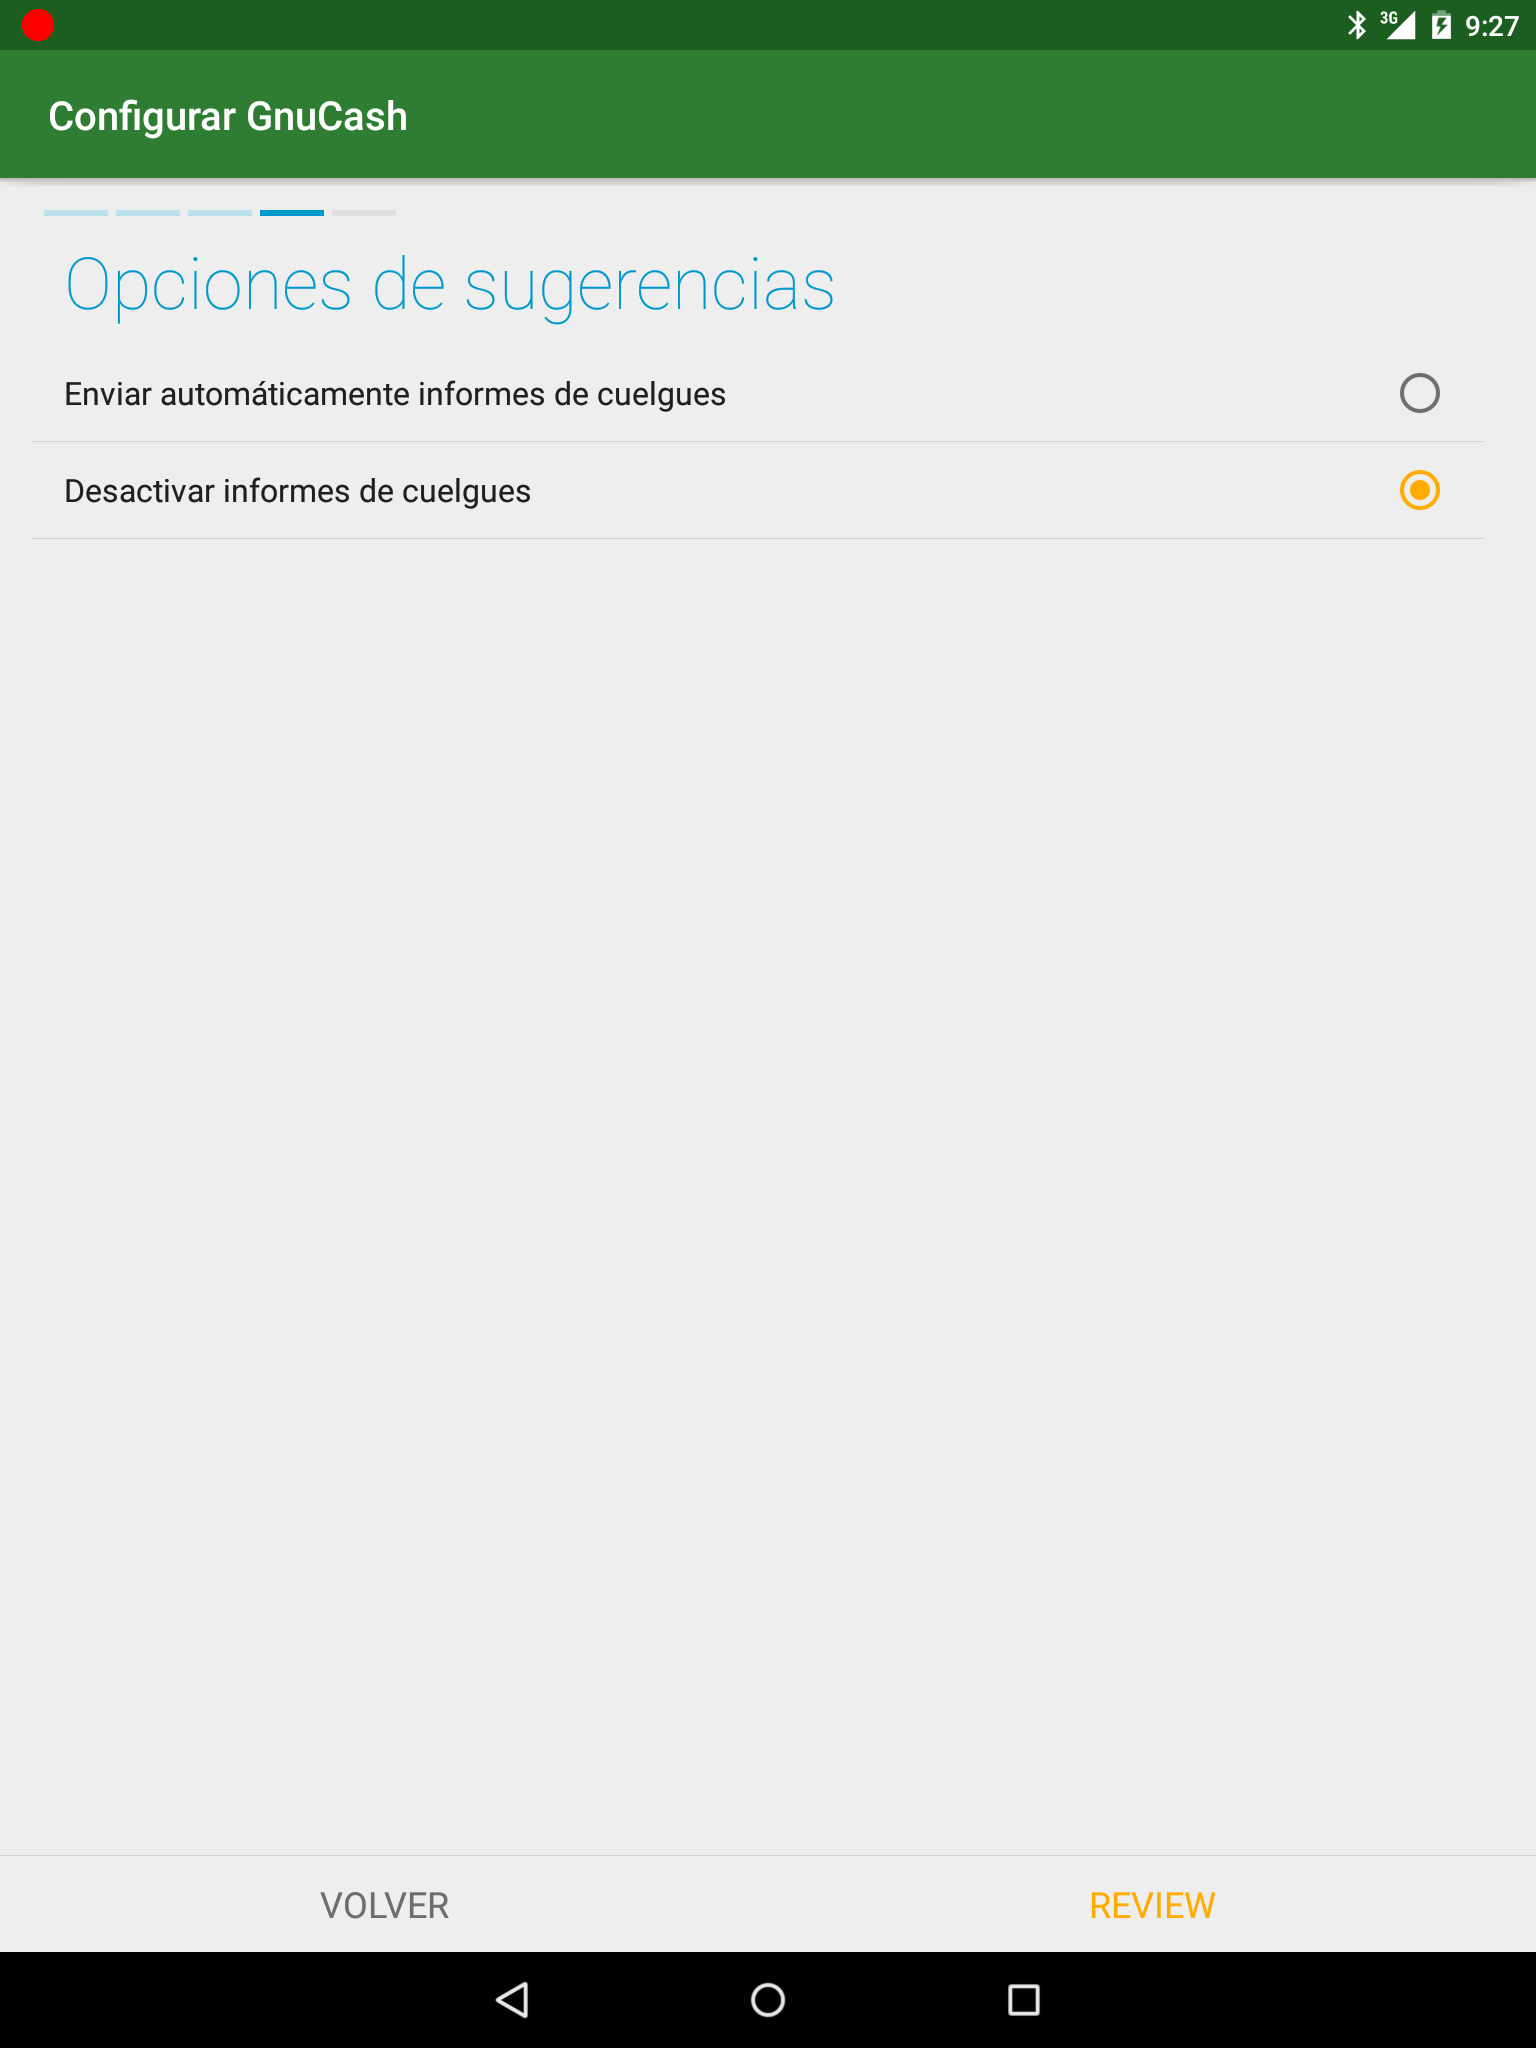 3G 9:27
Configurar GnuCash
Opciones de sugerencias
Enviar automáticamente informes de cuelgues
Desactivar informes de cuelgues
VOLVER REVIEW